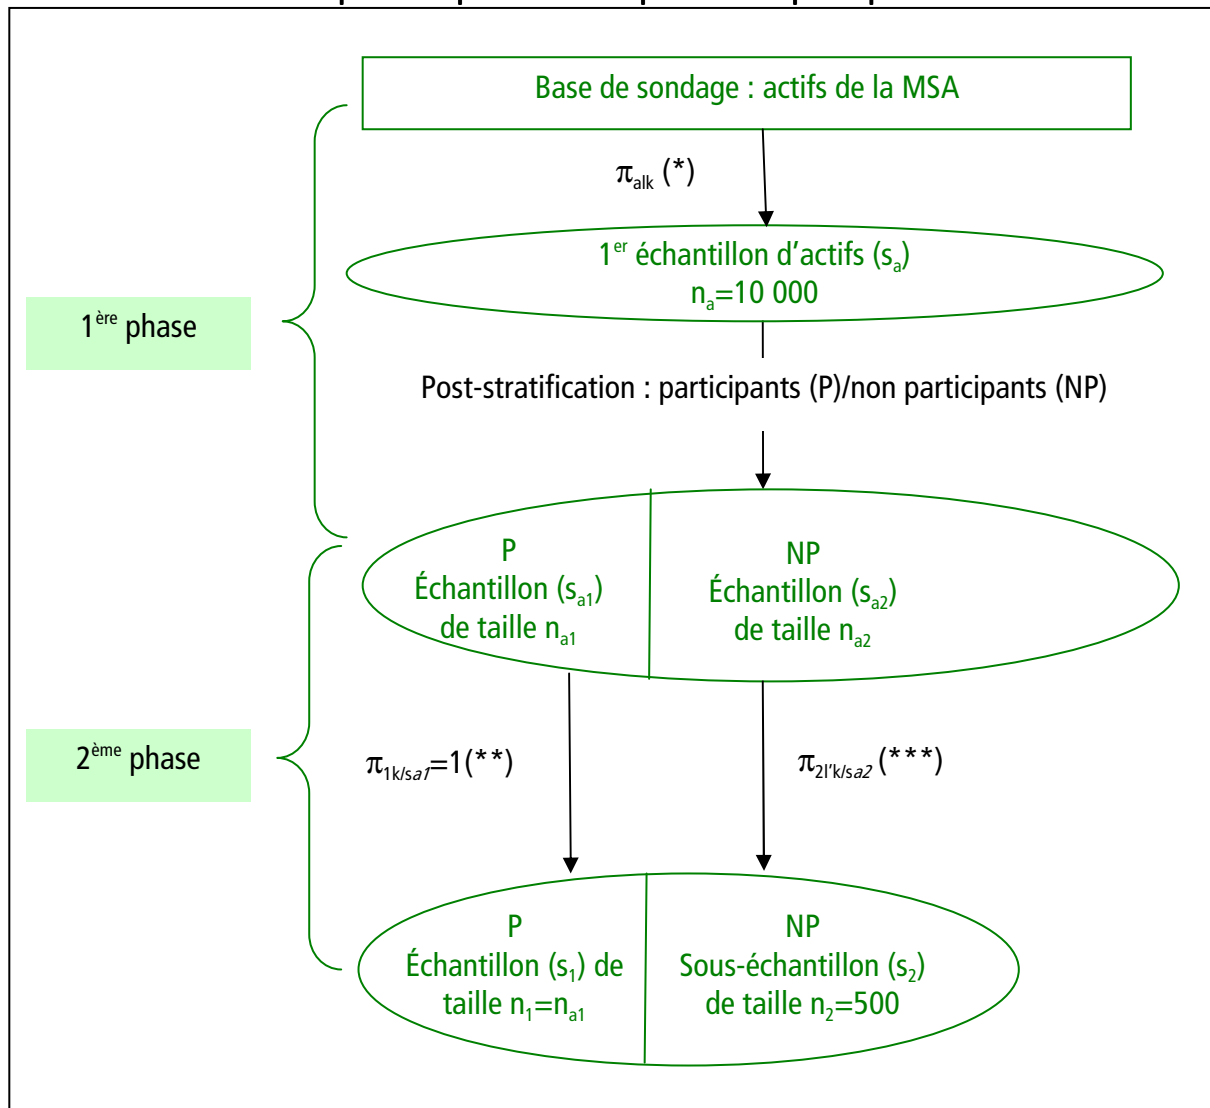 Base de sondage : actifs de la MSA
πalk (*)
1er échantillon d'actifs (sa)
na=10 000
1ère phase
Post-stratification : participants (P)/non participants (NP)
P
Échantillon (sa1)
de taille na1
NP
Échantillon (sa2)
de taille na2
2ème phase
π1k/sa1=1(**)
π2l'k/sa2 (***)
P
Échantillon (s1) de
taille n1=na1
NP
Sous-échantillon (s2)
de taille n2=500